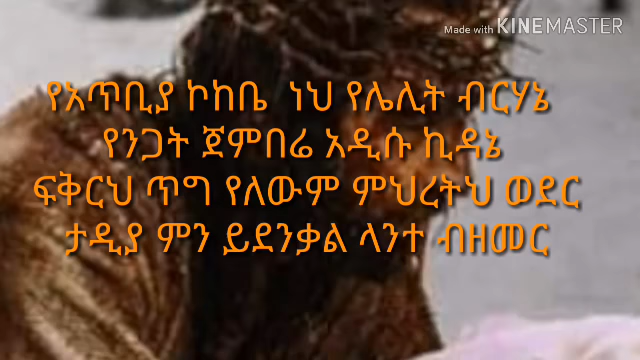 Made with KINEMASTER
የአጥቢያ ኮከቤ ነህ የሌሊት ብርሃኔ
የንጋት ጀምበሬ አዲሱ ኪዳኔ
ፍቅርህ ጥግ የለውም ምህረትህ ወደር
ታዲያ ምን ይደንቃል ላንተ ብዘመር